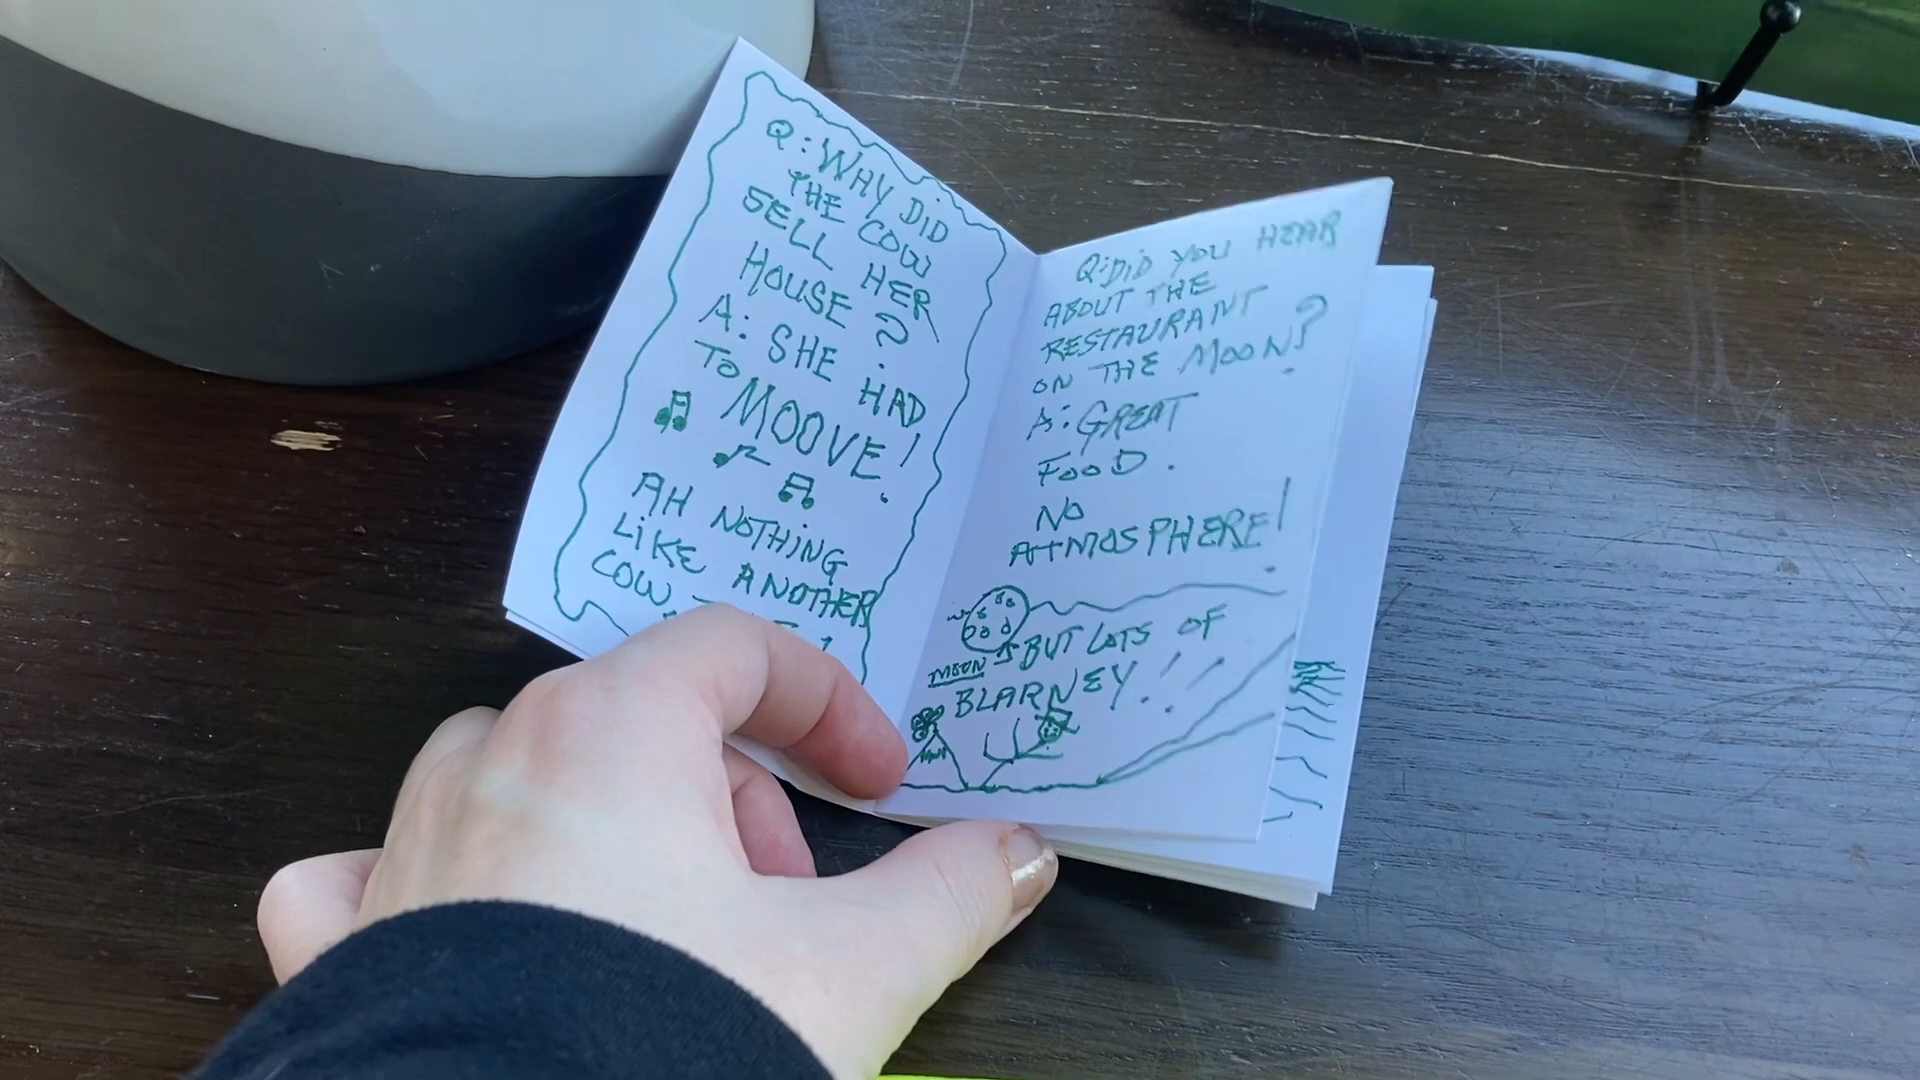 Q: WHY DID
THE COW
SELL HER
HOUSE?
A: SHE HAD
TO
MOOVE!
AH NOTHING
LIKE ANOTHER
COW
Q: DID YOU HEAR
ABOUT THE
RESTAURANT
ON THE MOON?
A: GREAT
FOOD.
NO
ATMOSPHERE!
MOON
BUT LOTS OF
BLARNEY!!!